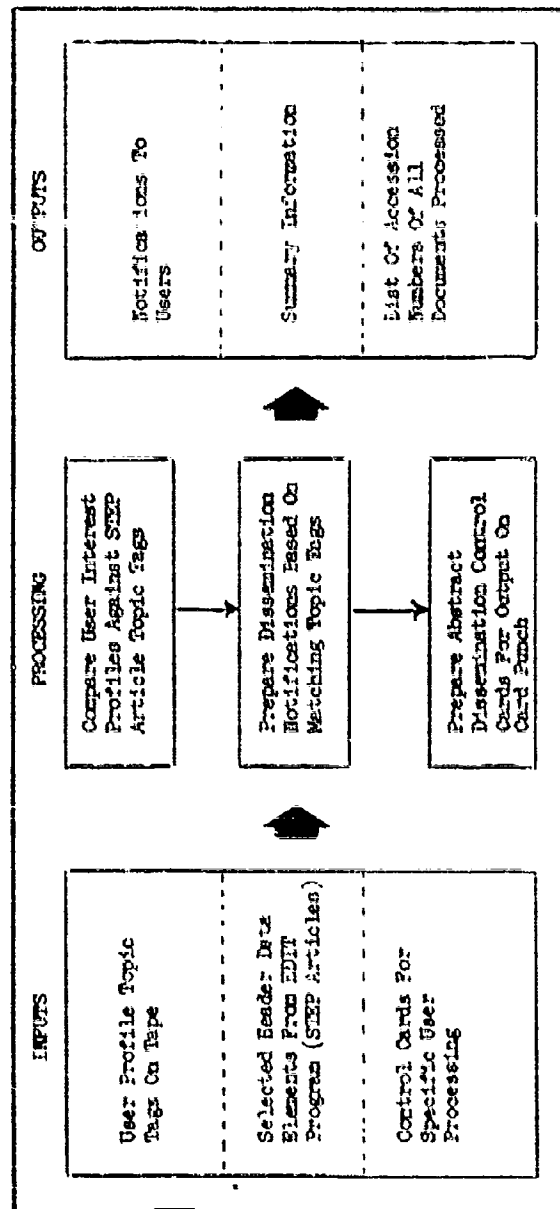 INPUTS
User Profile Topic
Tags On Tape
Selected Header Data
Elements From EDIT
Program (STEP Articles)
Control Cards For
Specific User
Processing
PROCESSING
Compare User Interest
Profiles Against STEP
Article Topic Tags
Prepare Dissemination
Notifications Based On
Matching Topic Tags
Prepare Abstract
Dissemination Control
Cards For Output On
Card Punch
OUTPUTS
Notifications To
Users
Summary Information
List Of Accession
Numbers Of All
Documents Processed